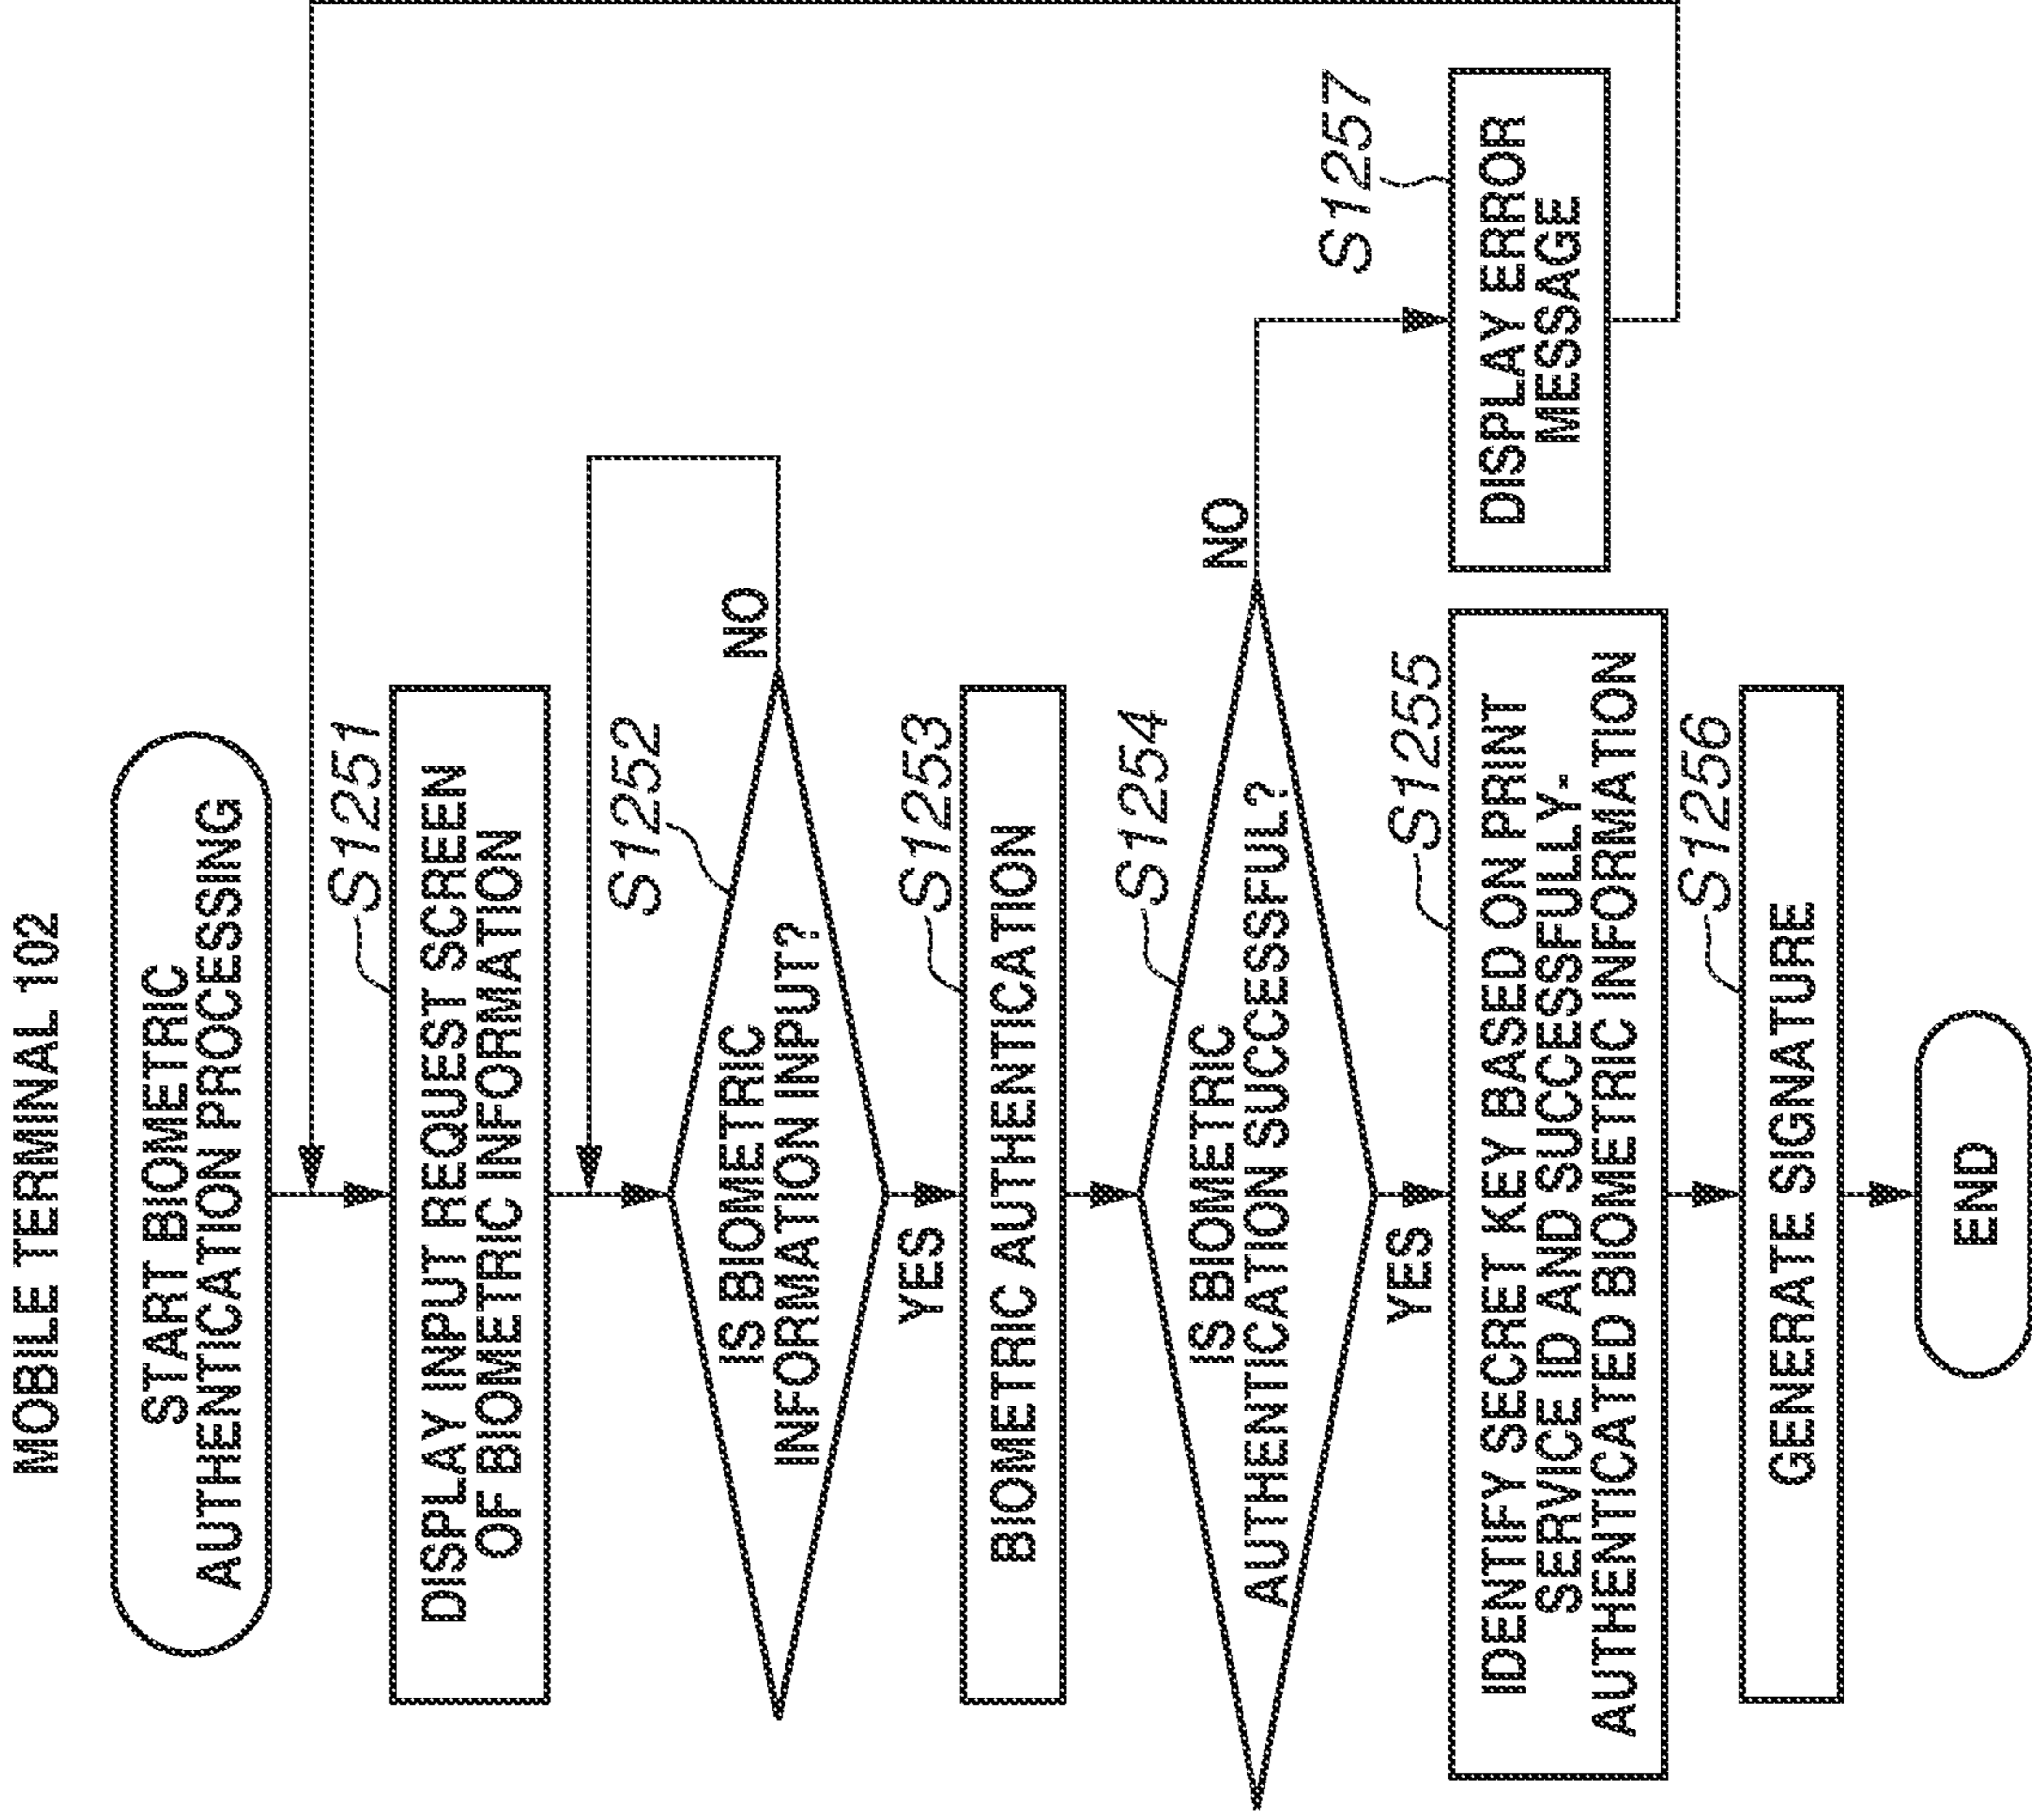 MOBILE TERMINAL 102
START BIOMETRIC
AUTHENTICATION PROCESSING
S1251
DISPLAY INPUT REQUEST SCREEN
OF BIOMETRIC INFORMATION
S1252
IS BIOMETRIC
INFORMATION INPUT?
NO
YES
S1253
BIOMETRIC AUTHENTICATION
S1254
IS BIOMETRIC
AUTHENTICATION SUCCESSFUL?
NO
YES
S1257
DISPLAY ERROR
MESSAGE
S1255
IDENTIFY SECRET KEY BASED ON PRINT
SERVICE ID AND SUCCESSFULLY-
AUTHENTICATED BIOMETRIC INFORMATION
S1256
GENERATE SIGNATURE
END